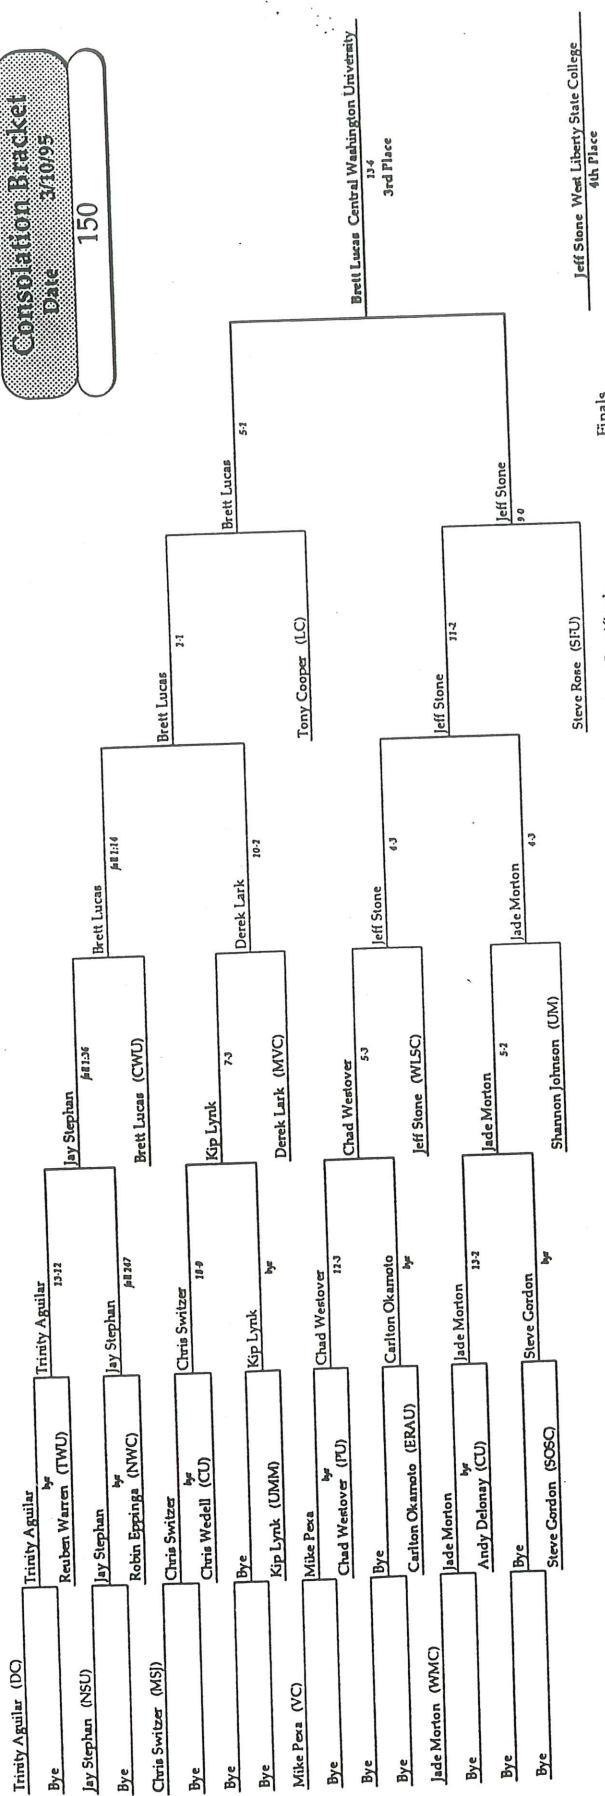 Consolation Bracket
Date 3/10/95
150
Trinity Aguilar (DC)
Bye
Jay Stephan (NSU)
Bye
Chris Switzer (MSJ)
Bye
Bye
Bye
Mike Pexa (VC)
Bye
Bye
Bye
Jade Morton (WMC)
Bye
Bye
Bye
Trinity Aguilar
bye
Reuben Warren (TWU)
Jay Stephan
bye
Robin Eppinga (NWC)
Chris Switzer
bye
Chris Wedell (CU)
Bye
Kip Lynk (UMM)
Mike Pexa
bye
Chad Westover (PU)
Bye
Carlton Okamoto (ERAU)
Jade Morton
bye
Andy Delonay (CU)
Bye
Steve Gordon (SOSC)
Trinity Aguilar
13-12
Jay Stephan
fall 247
Chris Switzer
18-9
Kip Lynk
bye
Chad Westover
12-3
Carlton Okamoto
bye
Jade Morton
13-2
Steve Gordon
bye
Jay Stephan
fall 1:36
Brett Lucas (CWU)
Kip Lynk
7-3
Derek Lark (MVC)
Chad Westover
5-3
Jeff Stone (WLSC)
Jade Morton
5-2
Shannon Johnson (UM)
Brett Lucas
fall 1:14
Derek Lark
10-2
Jeff Stone
4-3
Jade Morton
4-3
Brett Lucas
1-1
Tony Cooper (LC)
Jeff Stone
11-2
Steve Rose (SFU)
Brett Lucas
5-1
Jeff Stone
9-0
Brett Lucas Central Washington University
13-6
3rd Place
Jeff Stone West Liberty State College
4th Place
Finals